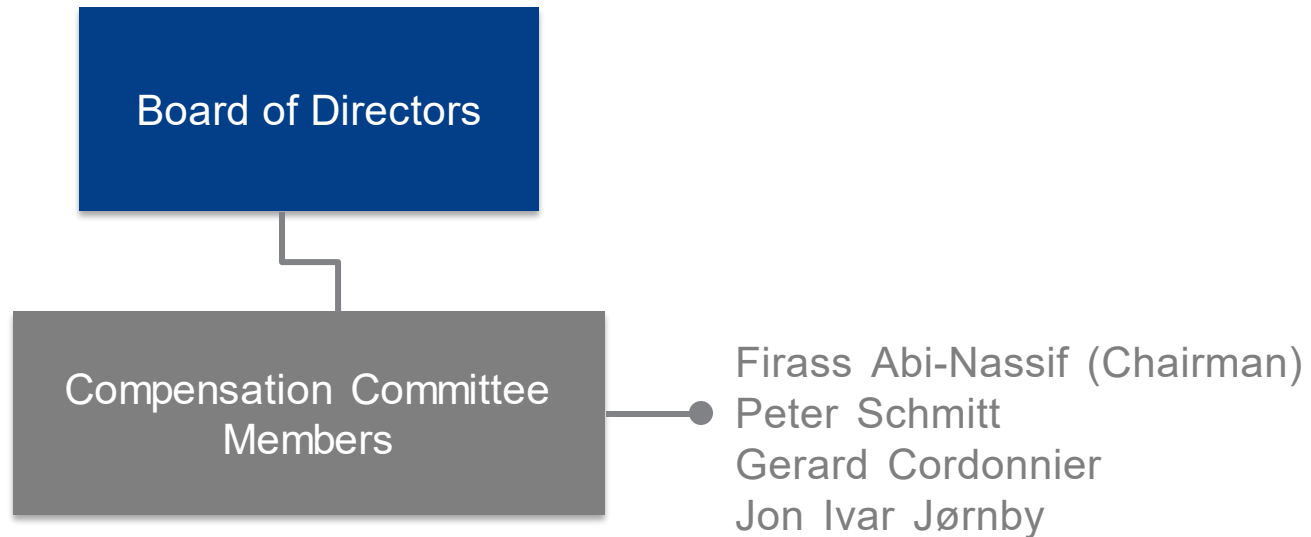 Board of Directors
Compensation Committee
Members
Firass Abi-Nassif (Chairman)
Peter Schmitt
Gerard Cordonnier
Jon Ivar Jørnby